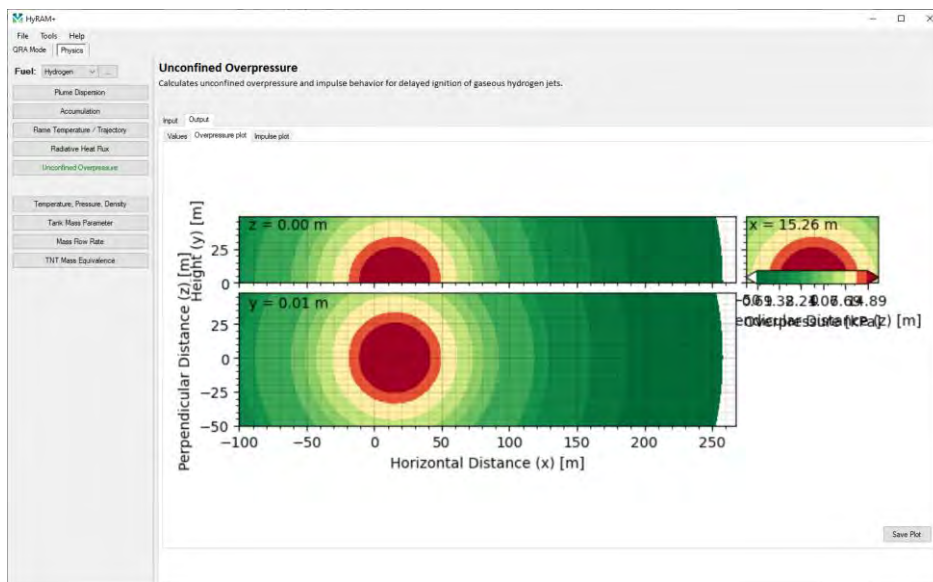 HyRAM+
File Tools Help
QRA Mode Physics
Fuel: Hydrogen ...
Plume Dispersion
Accumulation
Flame Temperature / Trajectory
Radiative Heat Flux
Unconfined Overpressure
Temperature, Pressure, Density
Tank Mass Parameter
Mass Flow Rate
TNT Mass Equivalence
Unconfined Overpressure
Calculates unconfined overpressure and impulse behavior for delayed ignition of gaseous hydrogen jets.
Input Output
Values Overpressure plot Impulse plot
z = 0.00 m
x = 15.26 m
Height (y) [m]
25
0
y = 0.01 m
Perpendicular Distance (z) [m]
25
0
−25
−50
−100 −50 0 50 100 150 200 250
Horizontal Distance (x) [m]
Overpressure [kPa]
Save Plot